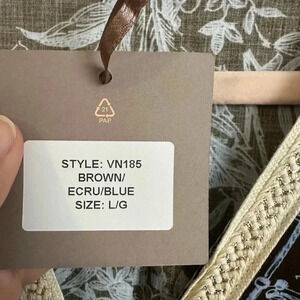 21
PAP
STYLE: VN185
BROWN/
ECRU/BLUE
SIZE: L/G